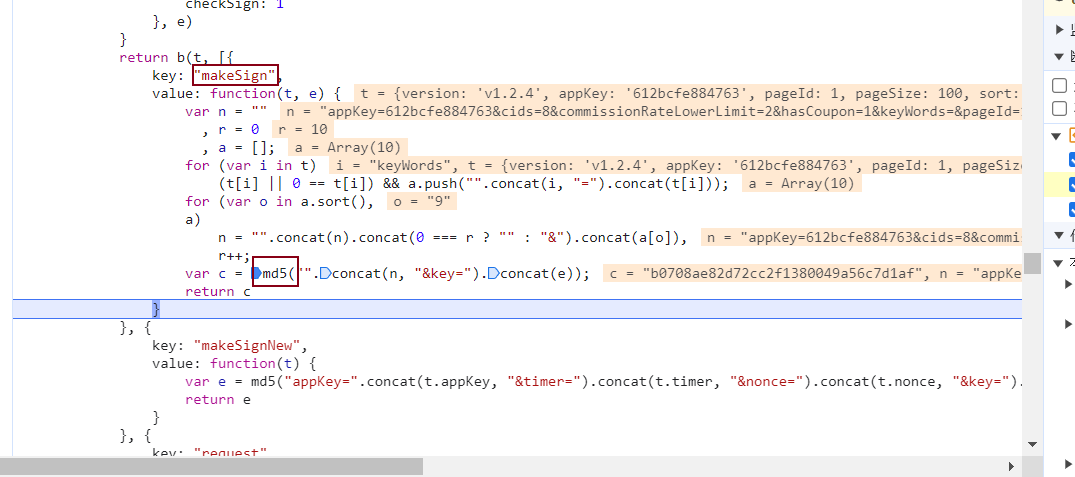 checkSign: 1
}, e)
}
return b(t, [{
key: "makeSign",
value: function(t, e) { t = {version: 'v1.2.4', appKey: '612bcfe884763', pageId: 1, pageSize: 100, sort:
var n = "" n = "appKey=612bcfe884763&cids=8&commissionRateLowerLimit=2&hasCoupon=1&keyWords=&pageId=
, r = 0 r = 10
, a = []; a = Array(10)
for (var i in t) i = "keyWords", t = {version: 'v1.2.4', appKey: '612bcfe884763', pageId: 1, pageSiz
(t[i] || 0 == t[i]) && a.push("".concat(i, "=").concat(t[i])); a = Array(10)
for (var o in a.sort(), o = "9"
a)
n = "".concat(n).concat(0 === r ? "" : "&").concat(a[o]), n = "appKey=612bcfe884763&cids=8&commis
r++;
var c = md5("".concat(n, "&key=").concat(e)); c = "b0708ae82d72cc2f1380049a56c7d1af", n = "appKe
return c
}
}, {
key: "makeSignNew",
value: function(t) {
var e = md5("appKey=".concat(t.appKey, "&timer=").concat(t.timer, "&nonce=").concat(t.nonce, "&key=").
return e
}
}, {
key: "request"